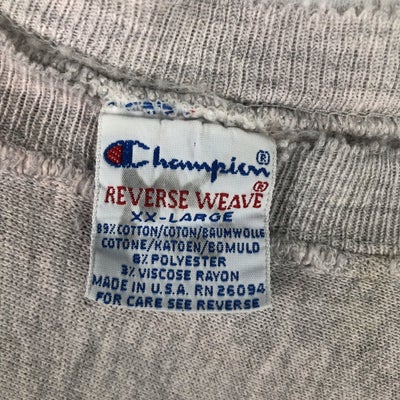 Champion®
REVERSE WEAVE®
XX-LARGE
89% COTTON/COTON/BAUMWOLLE
COTONE/KATOEN/BOMULD
8% POLYESTER
3% VISCOSE RAYON
MADE IN U.S.A. RN 26094
FOR CARE SEE REVERSE